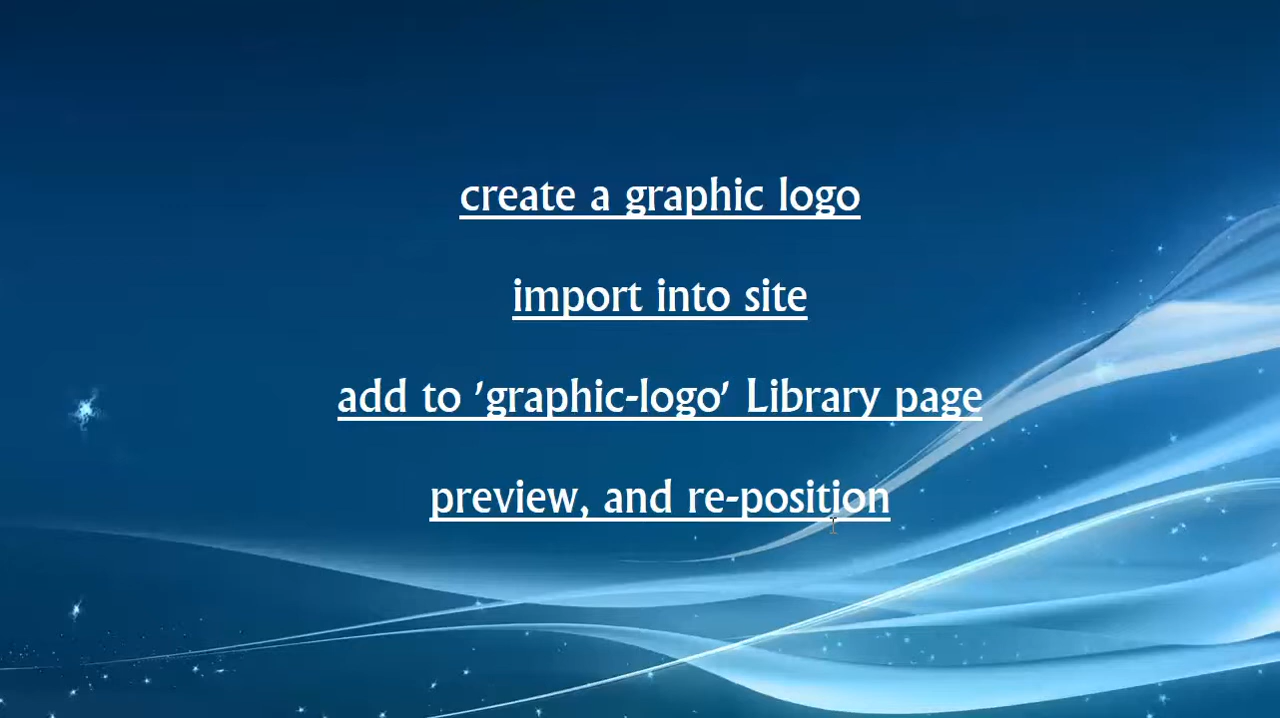 create a graphic logo
import into site
add to 'graphic-logo' Library page
preview, and re-position